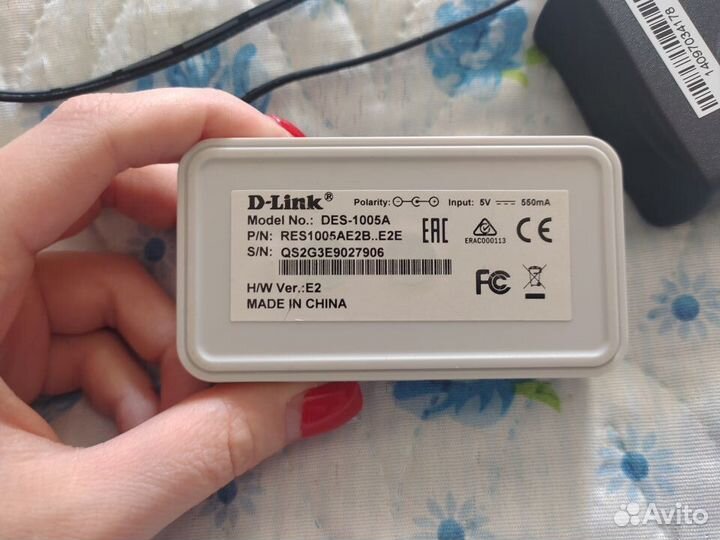 D-Link®
Polarity: Input: 5V 550mA
Model No.: DES-1005A
P/N: RES1005AE2B..E2E
S/N: QS2G3E9027906
H/W Ver.:E2
MADE IN CHINA
EAC
ERAC000113
CE
FC
14097034178
Avito